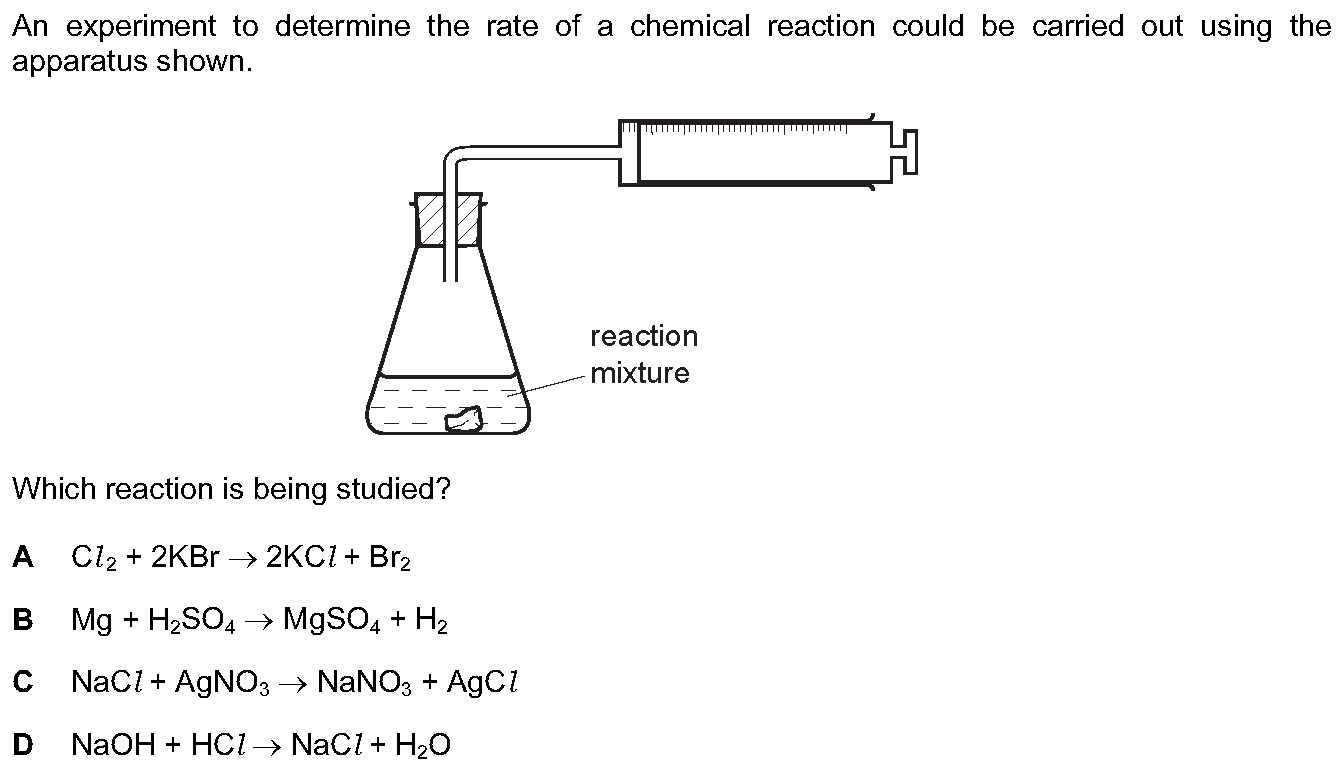 An experiment to determine the rate of a chemical reaction could be carried out using the
apparatus shown.
reaction
mixture
Which reaction is being studied?
A Cl₂ + 2KBr → 2KCl + Br₂
B Mg + H₂SO₄ → MgSO₄ + H₂
C NaCl + AgNO₃ → NaNO₃ + AgCl
D NaOH + HCl → NaCl + H₂O